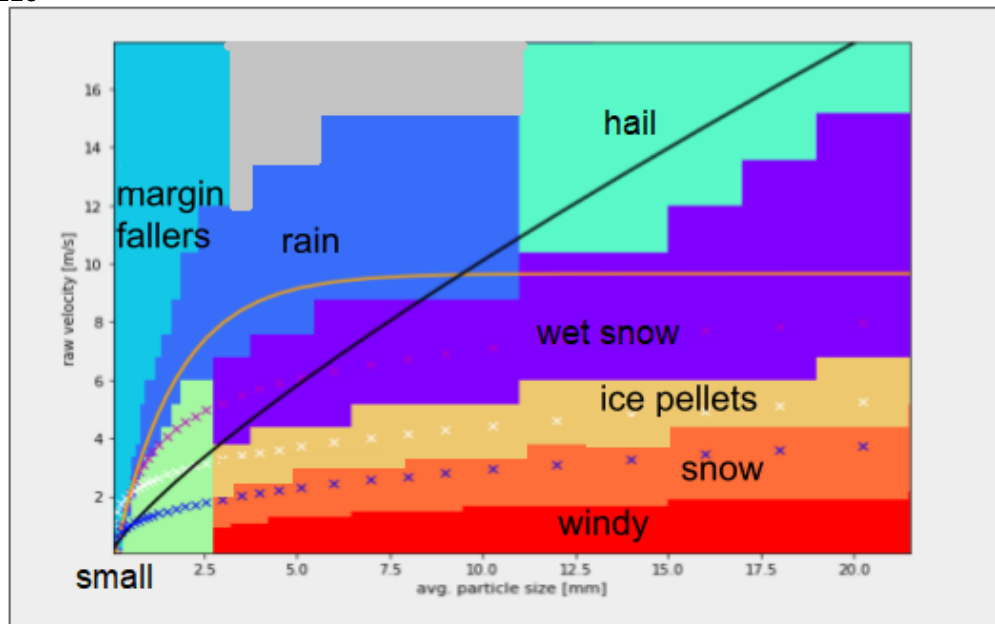 16
14
12
10
8
6
4
2
raw velocity [m/s]
margin
fallers
rain
hail
wet snow
ice pellets
snow
windy
small
2.5 5.0 7.5 10.0 12.5 15.0 17.5 20.0
avg. particle size [mm]